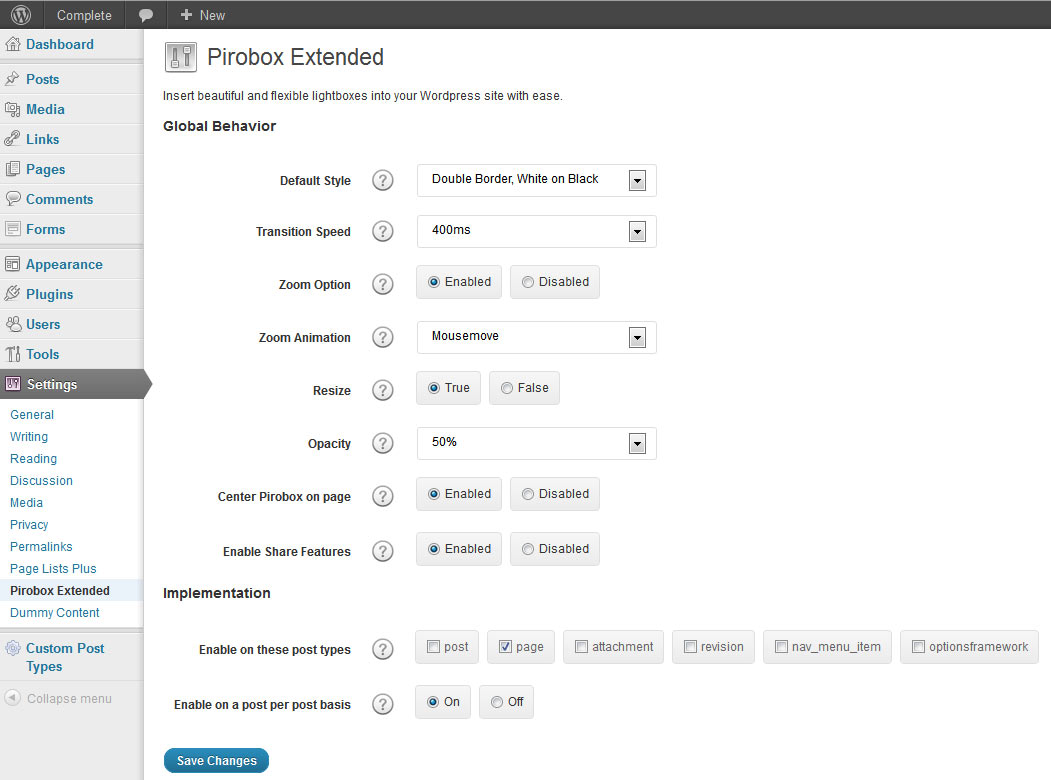 Complete
New
Dashboard
Posts
Media
Links
Pages
Comments
Forms
Appearance
Plugins
Users
Tools
Settings
General
Writing
Reading
Discussion
Media
Privacy
Permalinks
Page Lists Plus
Pirobox Extended
Dummy Content
Custom Post
Types
Collapse menu
Pirobox Extended
Insert beautiful and flexible lightboxes into your Wordpress site with ease.
Global Behavior
Default Style ? Double Border, White on Black
Transition Speed ? 400ms
Zoom Option ? Enabled Disabled
Zoom Animation ? Mousemove
Resize ? True False
Opacity ? 50%
Center Pirobox on page ? Enabled Disabled
Enable Share Features ? Enabled Disabled
Implementation
Enable on these post types ? post page attachment revision nav_menu_item optionsframework
Enable on a post per post basis ? On Off
Save Changes